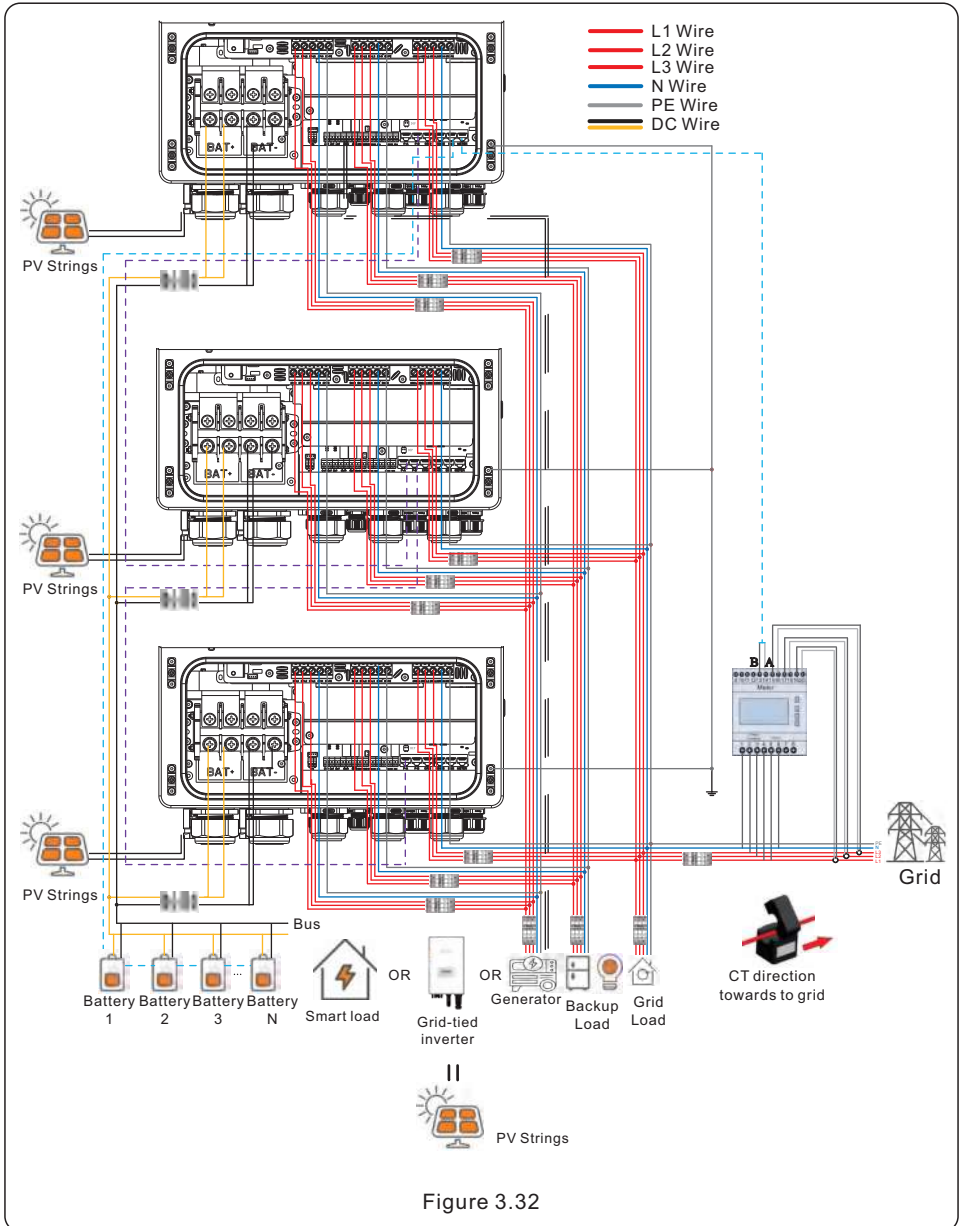 L1 Wire
L2 Wire
L3 Wire
N Wire
PE Wire
DC Wire
BAT+ BAT-
PV Strings
BAT+ BAT-
PV Strings
B A
Meter
BAT+ BAT-
PV Strings
Grid
Bus
Battery 1
Battery 2
Battery 3
...
Battery N
Smart load
OR
Grid-tied
inverter
OR
Generator
Backup
Load
Grid
Load
CT direction
towards to grid
PV Strings
Figure 3.32